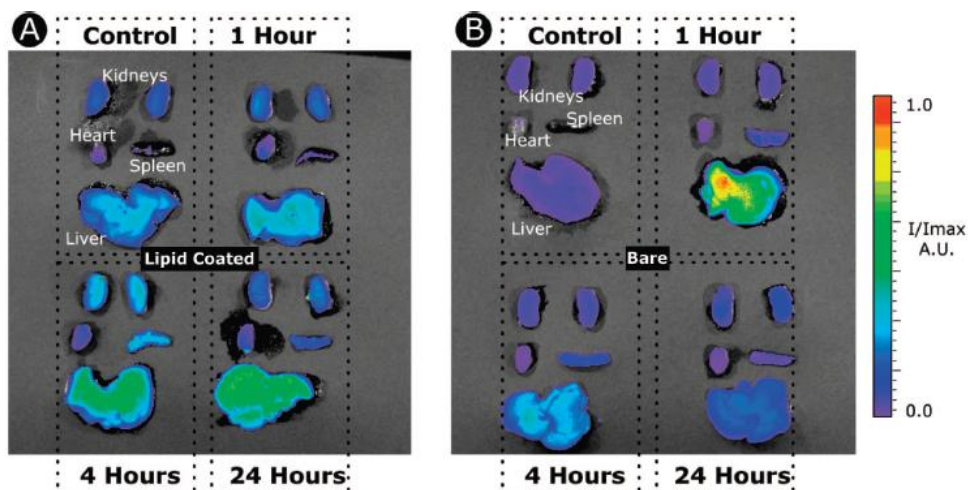 A
Control
1 Hour
Kidneys
Heart
Spleen
Liver
Lipid Coated
4 Hours
24 Hours
B
Control
1 Hour
Kidneys
Spleen
Heart
Liver
Bare
4 Hours
24 Hours
1.0
I/Imax
A.U.
0.0